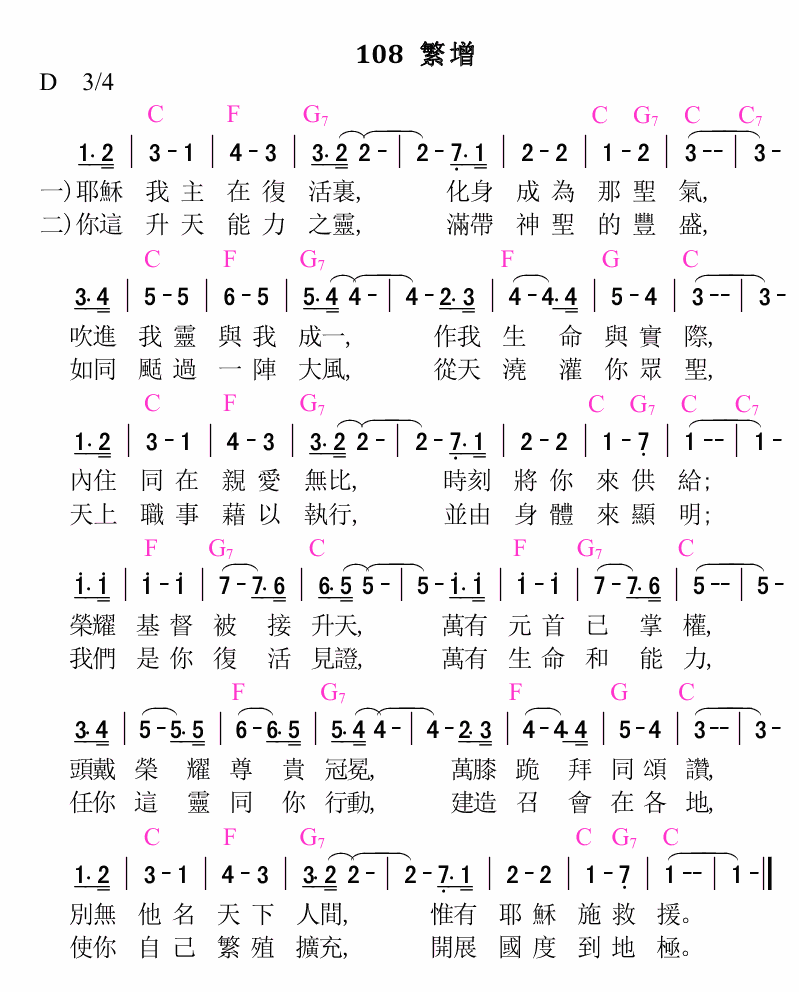 108 繁增
D 3/4
C F G7 C G7 C C7
1. 2 | 3 - 1 | 4 - 3 | 3. 2 2 - | 2 - 7. 1 | 2 - 2 | 1 - 2 | 3 - - | 3 -
一)耶穌 我 主 在 復 活裏, 化身 成 為 那 聖 氣,
二)你這 升 天 能 力 之靈, 滿帶 神 聖 的 豐 盛,
C F G7 F G C
3. 4 | 5 - 5 | 6 - 5 | 5. 4 4 - | 4 - 2. 3 | 4 - 4. 4 | 5 - 4 | 3 - - | 3 -
吹進 我 靈 與 我 成一, 作我 生 命 與 實 際,
如同 颳 過 一 陣 大風, 從天 澆 灌 你 眾 聖,
C F G7 C G7 C C7
1. 2 | 3 - 1 | 4 - 3 | 3. 2 2 - | 2 - 7. 1 | 2 - 2 | 1 - 7 | 1 - - | 1 -
內住 同 在 親 愛 無比, 時刻 將 你 來 供 給;
天上 職 事 藉 以 執行, 並由 身 體 來 顯 明;
F G7 C F G7 C
1. 1 | 1 - 1 | 7 - 7. 6 | 6. 5 5 - | 5 - 1. 1 | 1 - 1 | 7 - 7. 6 | 5 - - | 5 -
榮耀 基 督 被 接 升天, 萬有 元 首 已 掌 權,
我們 是 你 復 活 見證, 萬有 生 命 和 能 力,
F G7 F G C
3. 4 | 5 - 5. 5 | 6 - 6. 5 | 5. 4 4 - | 4 - 2. 3 | 4 - 4. 4 | 5 - 4 | 3 - - | 3 -
頭戴 榮 耀 尊 貴 冠冕, 萬膝 跪 拜 同 頌 讚,
任你 這 靈 同 你 行動, 建造 召 會 在 各 地,
C F G7 C G7 C
1. 2 | 3 - 1 | 4 - 3 | 3. 2 2 - | 2 - 7. 1 | 2 - 2 | 1 - 7 | 1 - - | 1 - ‖
別無 他 名 天 下 人間, 惟有 耶 穌 施 救 援。
使你 自 己 繁 殖 擴充, 開展 國 度 到 地 極。